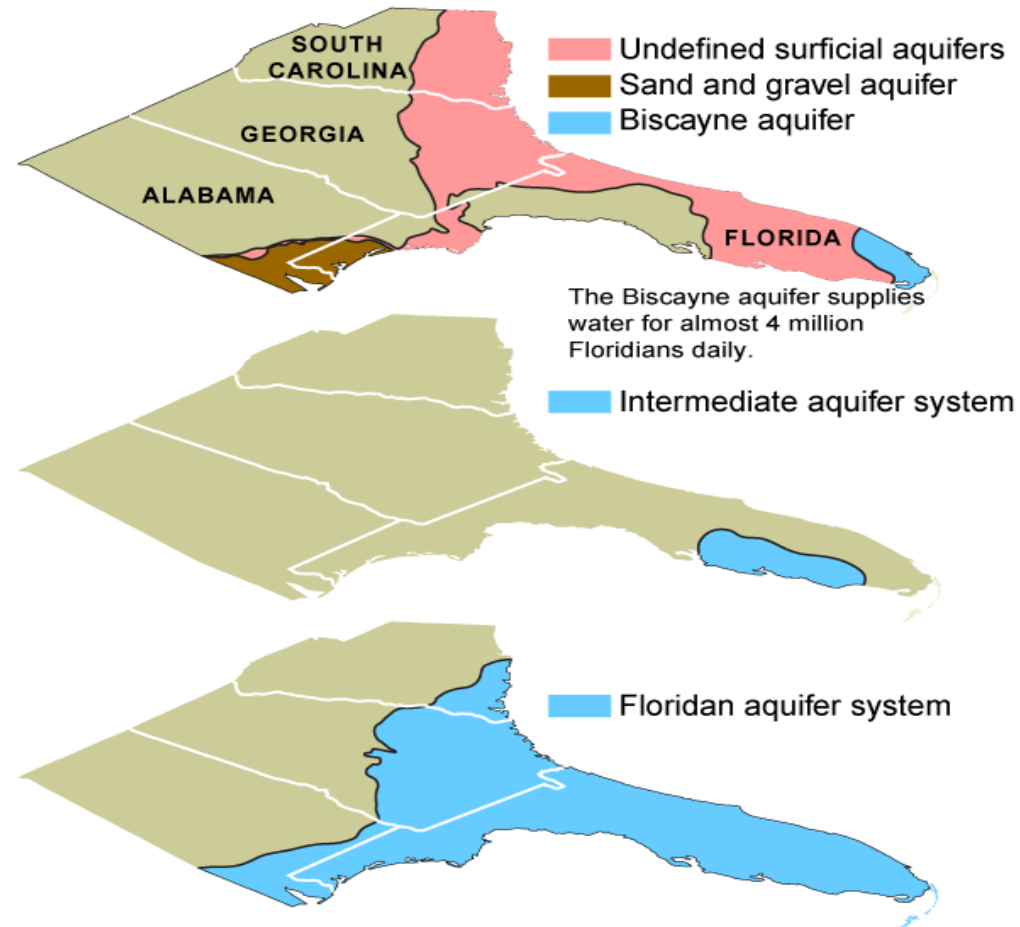 SOUTH
CAROLINA
GEORGIA
ALABAMA
FLORIDA
Undefined surficial aquifers
Sand and gravel aquifer
Biscayne aquifer
The Biscayne aquifer supplies
water for almost 4 million
Floridians daily.
Intermediate aquifer system
Floridan aquifer system